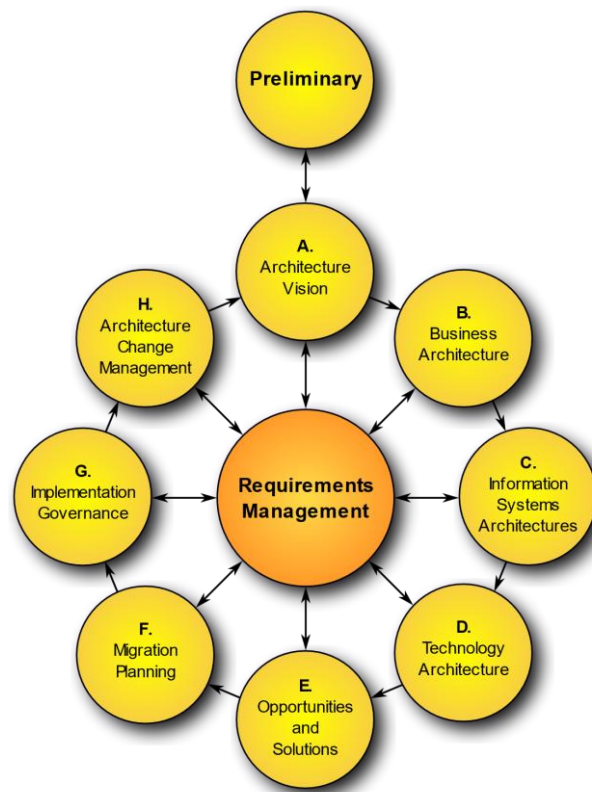 Preliminary
A.
Architecture
Vision
B.
Business
Architecture
C.
Information
Systems
Architectures
D.
Technology
Architecture
E.
Opportunities
and
Solutions
F.
Migration
Planning
G.
Implementation
Governance
H.
Architecture
Change
Management
Requirements
Management